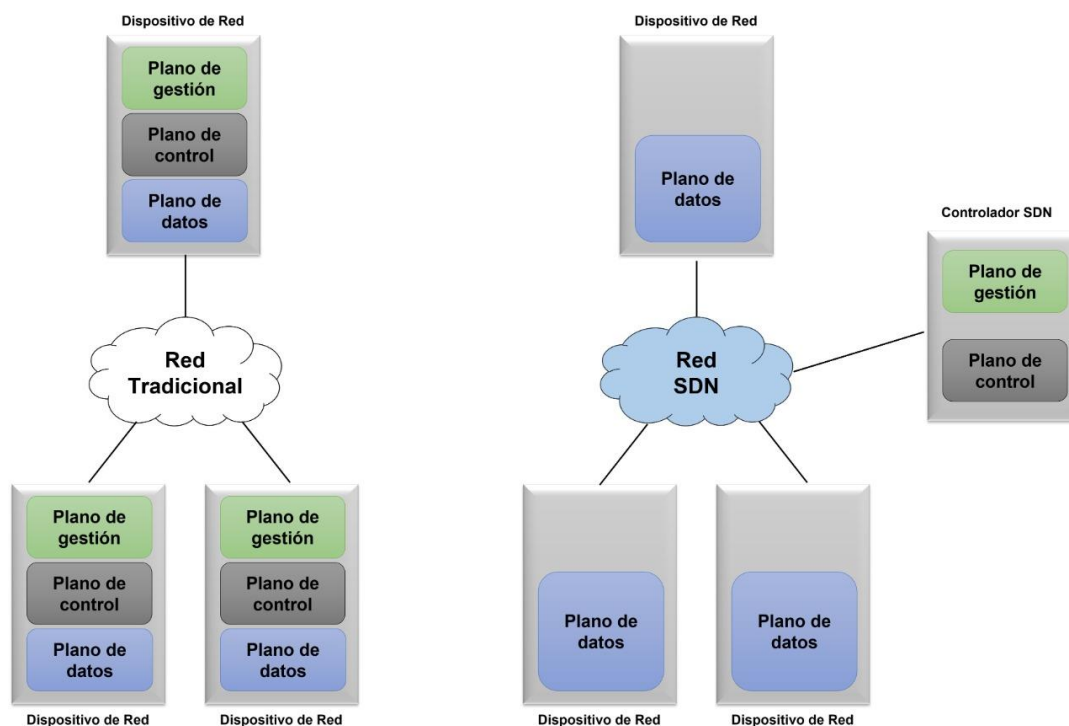 Dispositivo de Red
Plano de
gestión
Plano de
control
Plano de
datos
Red
Tradicional
Plano de
gestión
Plano de
control
Plano de
datos
Dispositivo de Red
Plano de
gestión
Plano de
control
Plano de
datos
Dispositivo de Red
Dispositivo de Red
Plano de
datos
Controlador SDN
Plano de
gestión
Plano de
control
Red
SDN
Plano de
datos
Dispositivo de Red
Plano de
datos
Dispositivo de Red